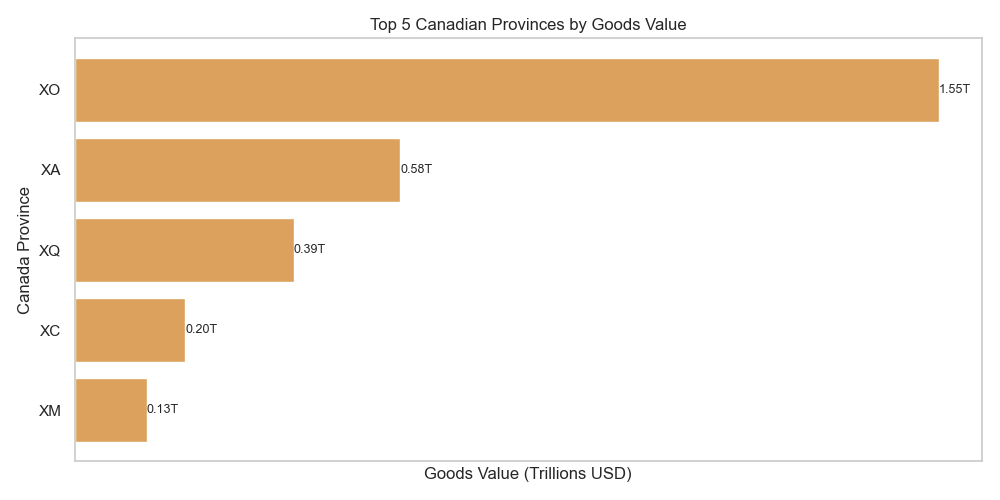 Top 5 Canadian Provinces by Goods Value
Canada Province
XO
1.55T
XA
0.58T
XQ
0.39T
XC
0.20T
XM
0.13T
Goods Value (Trillions USD)